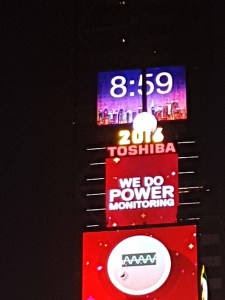 8:59
2016
TOSHIBA
WE DO
POWER
MONITORING